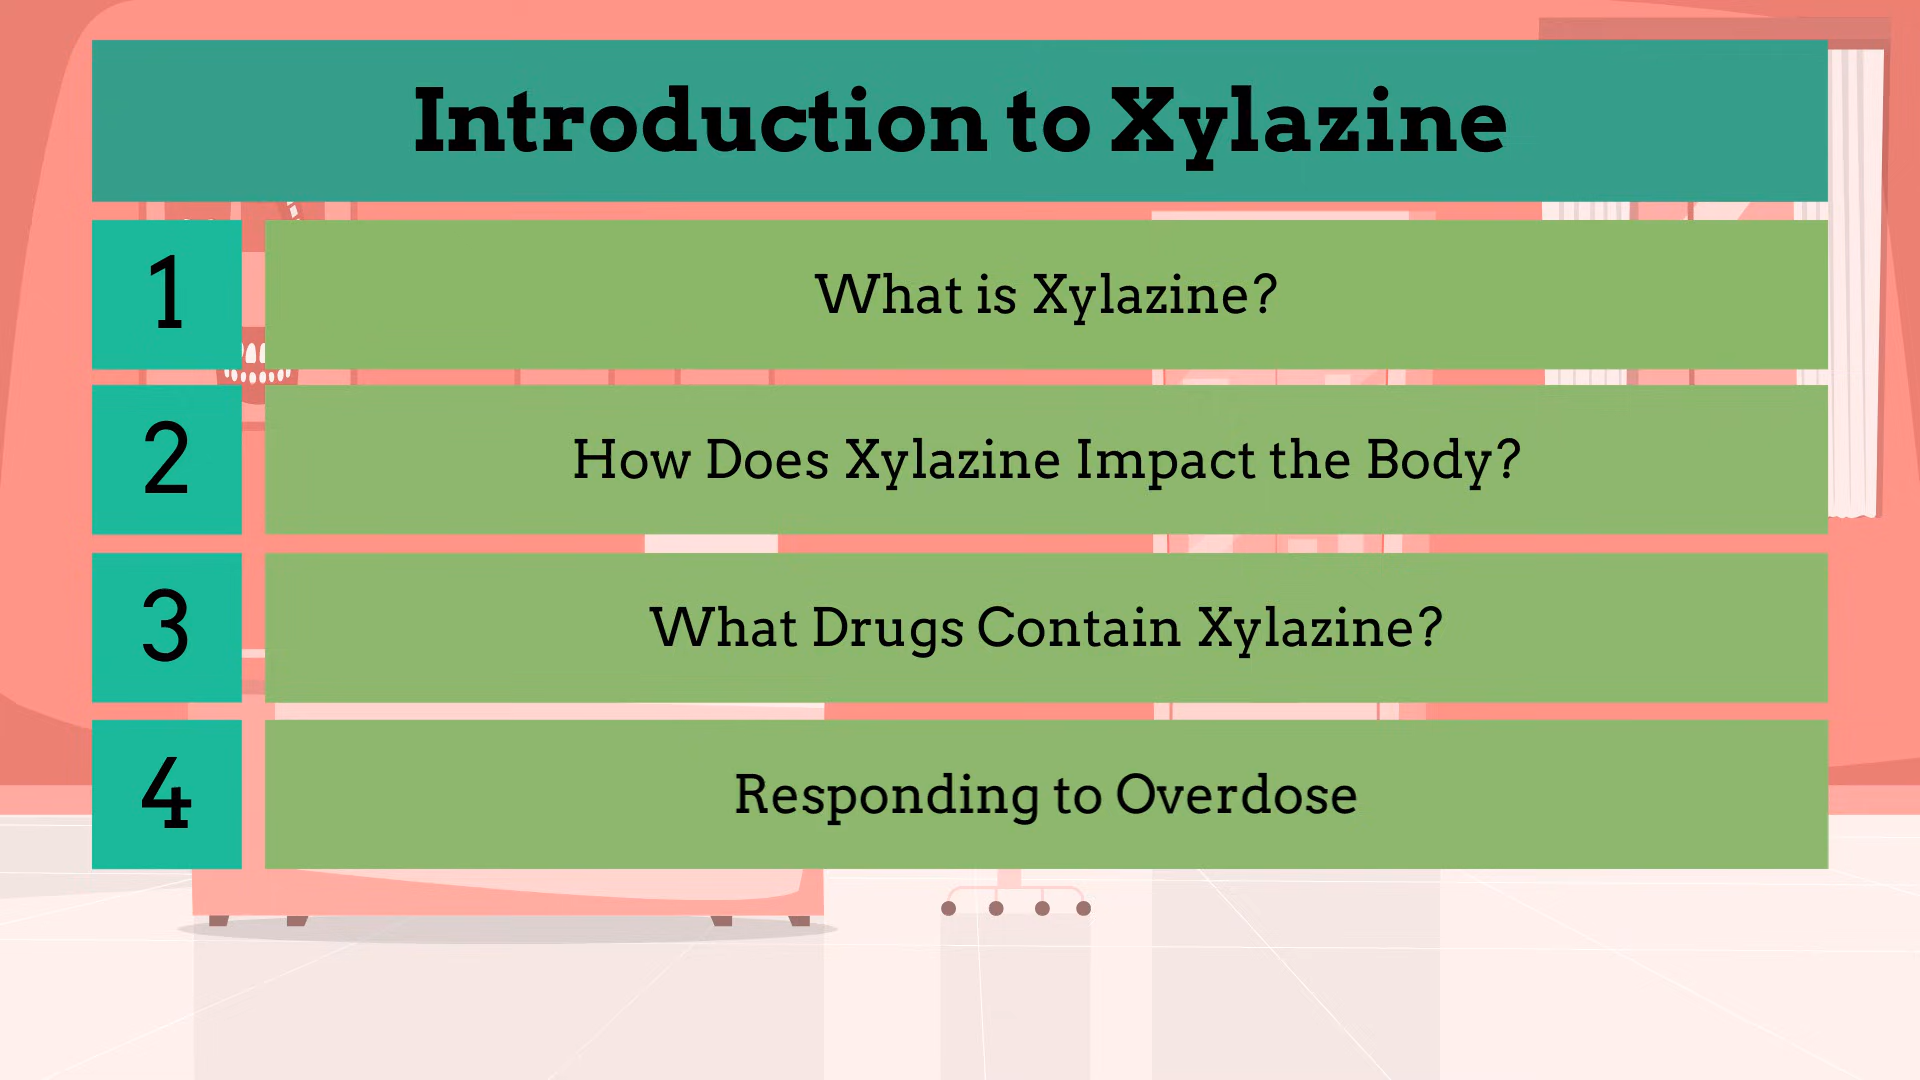 Introduction to Xylazine
1
What is Xylazine?
2
How Does Xylazine Impact the Body?
3
What Drugs Contain Xylazine?
4
Responding to Overdose